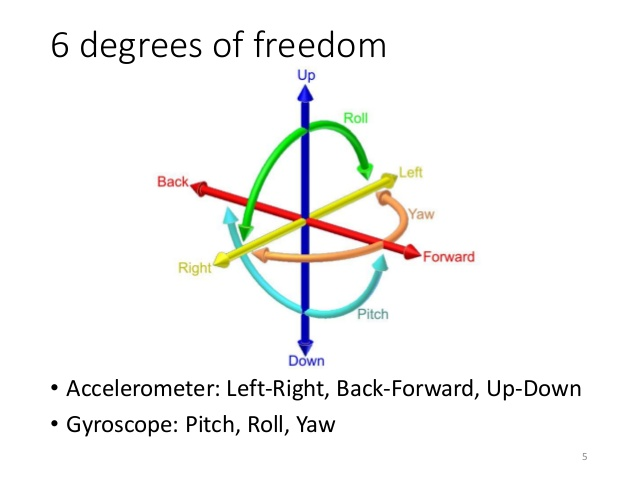 6 degrees of freedom
Up
Roll
Left
Back
Yaw
Right
Forward
Pitch
Down
• Accelerometer: Left-Right, Back-Forward, Up-Down
• Gyroscope: Pitch, Roll, Yaw
5